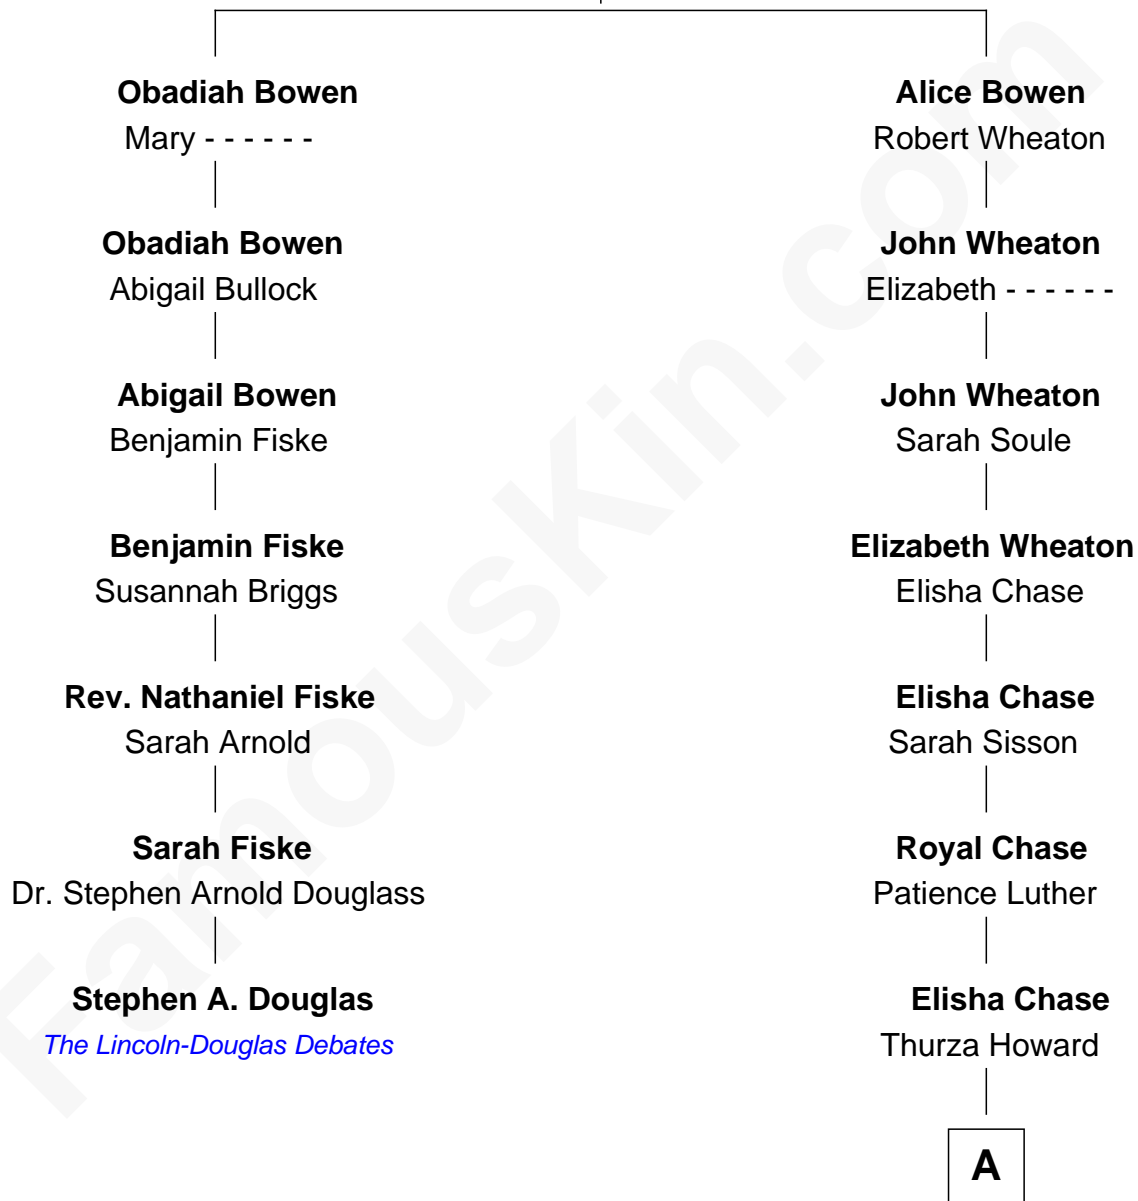 Obadiah Bowen
Mary - - - - - -
Obadiah Bowen
Abigail Bullock
Abigail Bowen
Benjamin Fiske
Benjamin Fiske
Susannah Briggs
Rev. Nathaniel Fiske
Sarah Arnold
Sarah Fiske
Dr. Stephen Arnold Douglass
Stephen A. Douglas
The Lincoln-Douglas Debates
Alice Bowen
Robert Wheaton
John Wheaton
Elizabeth - - - - - -
John Wheaton
Sarah Soule
Elizabeth Wheaton
Elisha Chase
Elisha Chase
Sarah Sisson
Royal Chase
Patience Luther
Elisha Chase
Thurza Howard
A
FamousKin.com